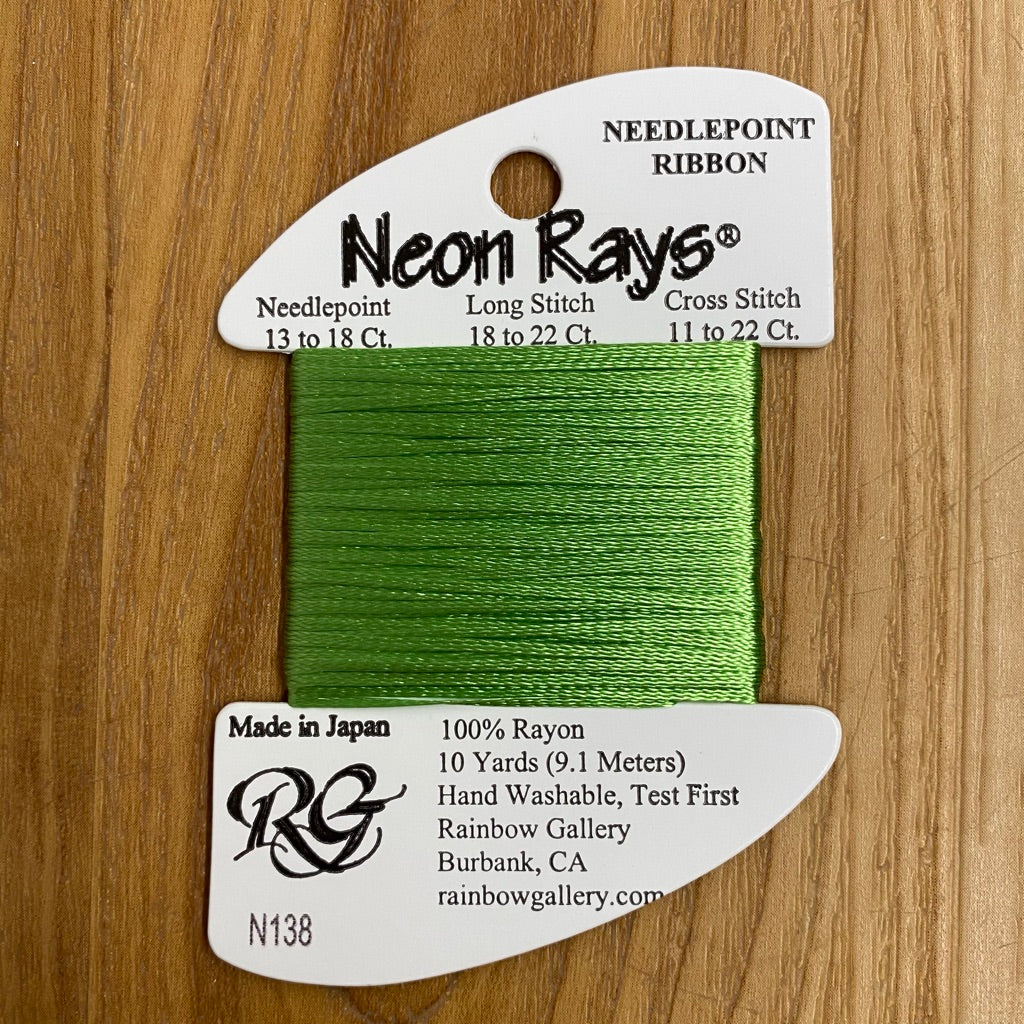 NEEDLEPOINT
RIBBON
Neon Rays®
Needlepoint Long Stitch Cross Stitch
13 to 18 Ct. 18 to 22 Ct. 11 to 22 Ct.
Made in Japan
RG
N138
100% Rayon
10 Yards (9.1 Meters)
Hand Washable, Test First
Rainbow Gallery
Burbank, CA
rainbowgallery.com